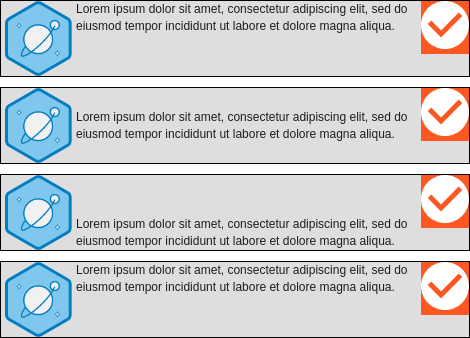 Lorem ipsum dolor sit amet, consectetur adipiscing elit, sed do
eiusmod tempor incididunt ut labore et dolore magna aliqua.
Lorem ipsum dolor sit amet, consectetur adipiscing elit, sed do
eiusmod tempor incididunt ut labore et dolore magna aliqua.
Lorem ipsum dolor sit amet, consectetur adipiscing elit, sed do
eiusmod tempor incididunt ut labore et dolore magna aliqua.
Lorem ipsum dolor sit amet, consectetur adipiscing elit, sed do
eiusmod tempor incididunt ut labore et dolore magna aliqua.